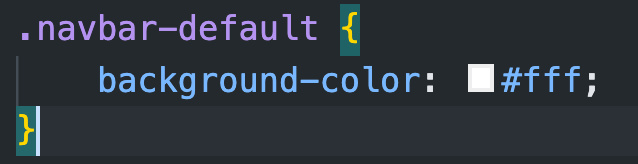 .navbar-default {
    background-color: #fff;
}